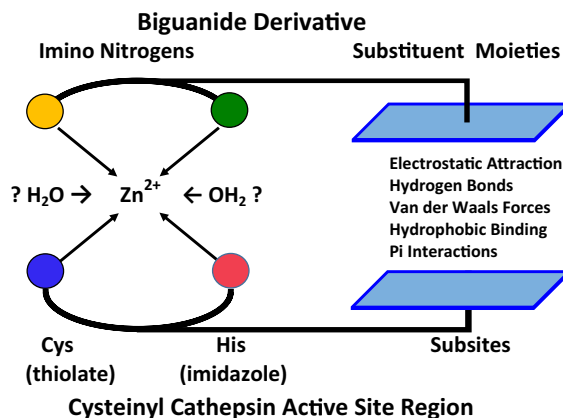 Biguanide Derivative
Imino Nitrogens
Substituent Moieties
? H₂O → Zn²⁺ ← OH₂ ?
Electrostatic Attraction
Hydrogen Bonds
Van der Waals Forces
Hydrophobic Binding
Pi Interactions
Cys
(thiolate)
His
(imidazole)
Subsites
Cysteinyl Cathepsin Active Site Region